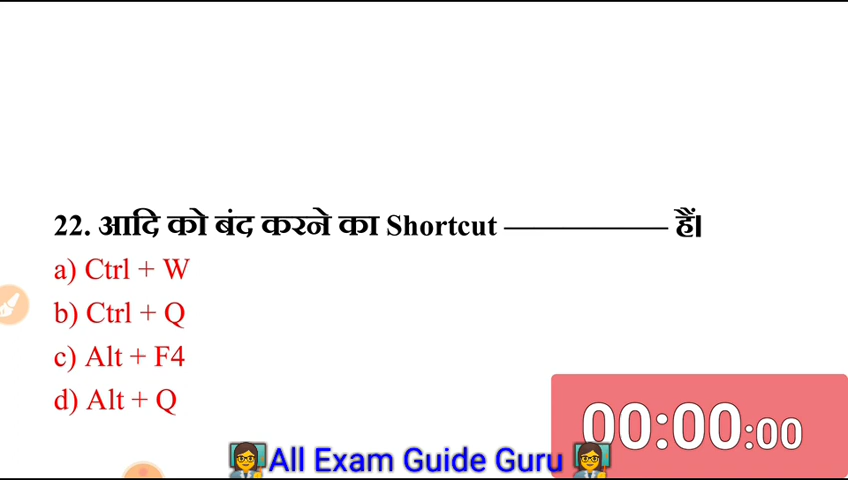 22. आदि को बंद करने का Shortcut ————— हैं।
a) Ctrl + W
b) Ctrl + Q
c) Alt + F4
d) Alt + Q
00:00:00
All Exam Guide Guru